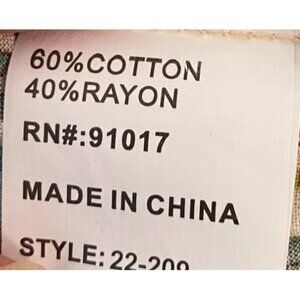 60%COTTON
40%RAYON
RN#:91017
MADE IN CHINA
STYLE: 22-209